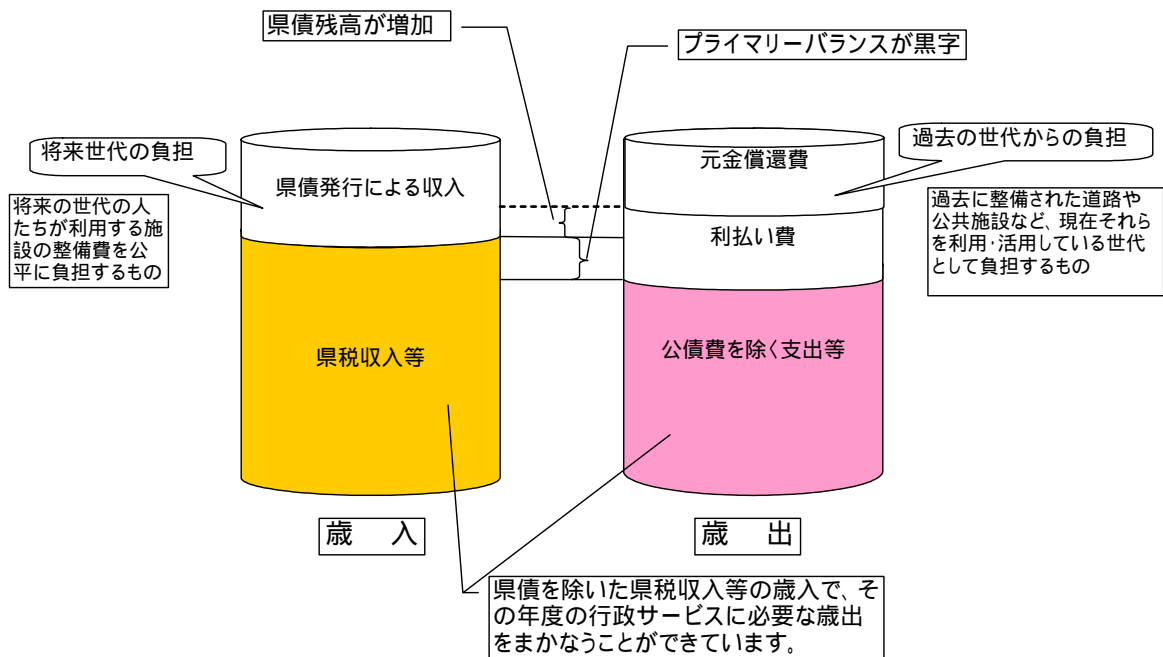 県債残高が増加
プライマリーバランスが黒字
将来世代の負担
過去の世代からの負担
県債発行による収入
元金償還費
将来の世代の人
たちが利用する施
設の整備費を公
平に負担するもの
利払い費
過去に整備された道路や
公共施設など、現在それら
を利用・活用している世代
として負担するもの
県税収入等
公債費を除く支出等
歳 入
歳 出
県債を除いた県税収入等の歳入で、そ
の年度の行政サービスに必要な歳出
をまかなうことができています。